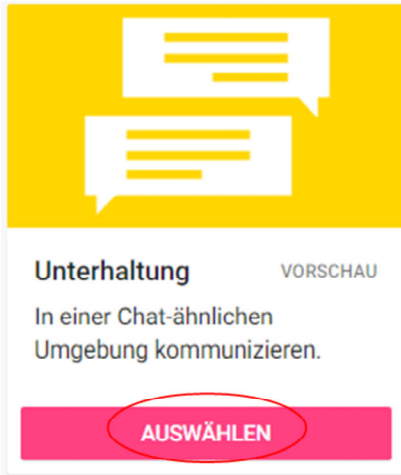 Unterhaltung VORSCHAU
In einer Chat-ähnlichen
Umgebung kommunizieren.
AUSWÄHLEN